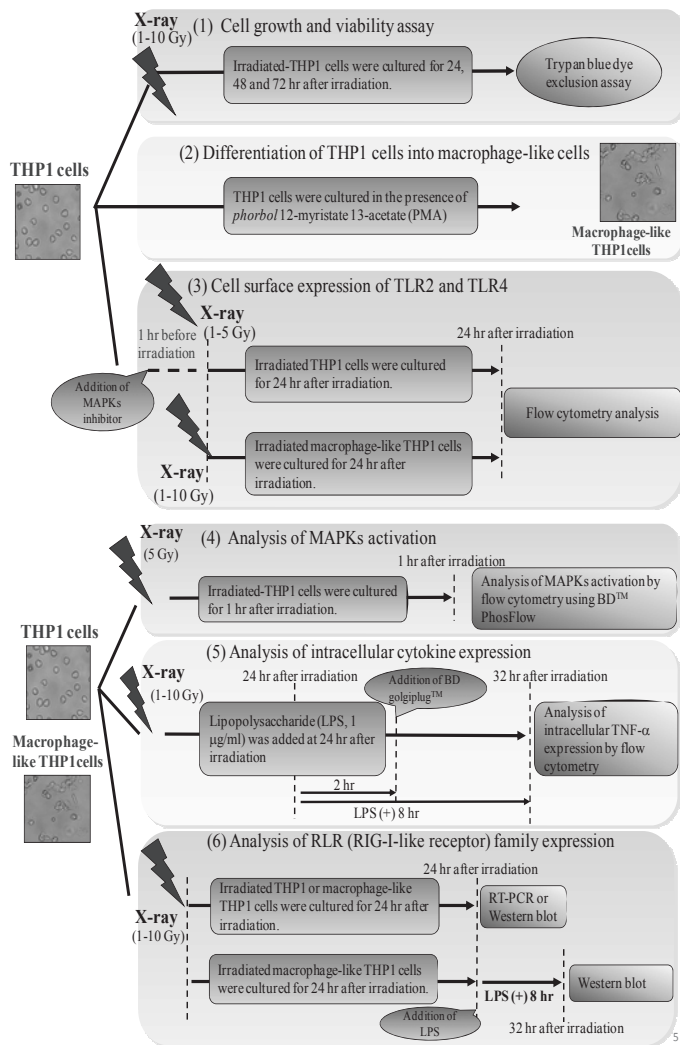 X-ray
(1-10 Gy)
(1) Cell growth and viability assay
Irradiated-THP1 cells were cultured for 24,
48 and 72 hr after irradiation.
Trypan blue dye
exclusion assay
THP1 cells
(2) Differentiation of THP1 cells into macrophage-like cells
THP1 cells were cultured in the presence of
phorbol 12-myristate 13-acetate (PMA)
Macrophage-like
THP1cells
(3) Cell surface expression of TLR2 and TLR4
X-ray
(1-5 Gy)
1 hr before
irradiation
24 hr after irradiation
Addition of
MAPKs
inhibitor
Irradiated THP1 cells were cultured
for 24 hr after irradiation.
Flow cytometry analysis
Irradiated macrophage-like THP1 cells
were cultured for 24 hr after
irradiation.
X-ray
(1-10 Gy)
X-ray
(5 Gy)
(4) Analysis of MAPKs activation
1 hr after irradiation
Irradiated-THP1 cells were cultured
for 1 hr after irradiation.
Analysis of MAPKs activation by
flow cytometry using BD™
PhosFlow
THP1 cells
Macrophage-
like THP1cells
(5) Analysis of intracellular cytokine expression
X-ray
(1-10 Gy)
24 hr after irradiation
Addition of BD
golgiplug™
32 hr after irradiation
Lipopolysaccharide (LPS, 1
μg/ml) was added at 24 hr after
irradiation
Analysis of
intracellular TNF-α
expression by flow
cytometry
2 hr
LPS (+) 8 hr
(6) Analysis of RLR (RIG-I-like receptor) family expression
24 hr after irradiation
X-ray
(1-10 Gy)
Irradiated THP1 or macrophage-like
THP1 cells were cultured for 24 hr after
irradiation.
RT-PCR or
Western blot
Irradiated macrophage-like THP1 cells
were cultured for 24 hr after irradiation.
LPS (+) 8 hr
Western blot
Addition of
LPS
32 hr after irradiation
5